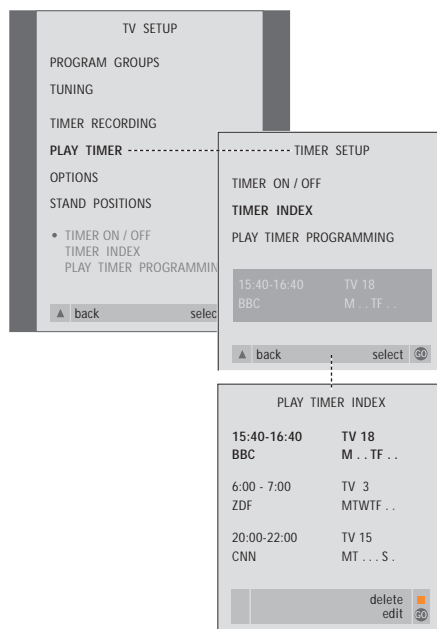 TV SETUP
PROGRAM GROUPS
TUNING
TIMER RECORDING
PLAY TIMER
OPTIONS
STAND POSITIONS
• TIMER ON / OFF
TIMER INDEX
PLAY TIMER PROGRAMMIN
back selec
TIMER SETUP
TIMER ON / OFF
TIMER INDEX
PLAY TIMER PROGRAMMING
15:40-16:40 TV 18
BBC M . . TF . .
back select GO
PLAY TIMER INDEX
15:40-16:40 TV 18
BBC M . . TF . .
6:00 - 7:00 TV 3
ZDF MTWTF . .
20:00-22:00 TV 15
CNN MT . . . S .
delete
edit GO